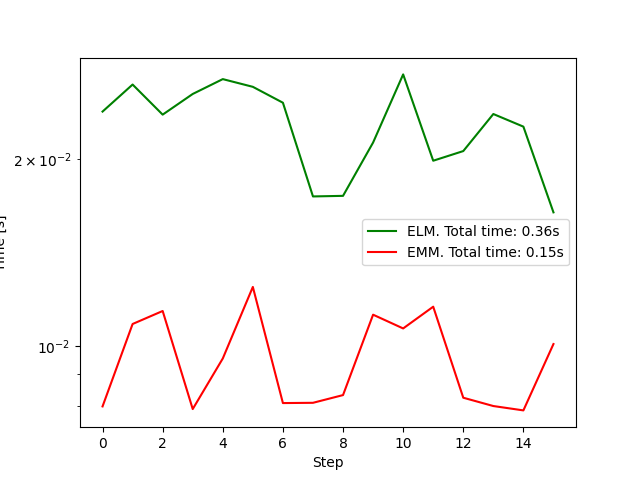 2 × 10⁻²
10⁻²
Time [s]
ELM. Total time: 0.36s
EMM. Total time: 0.15s
0 2 4 6 8 10 12 14
Step